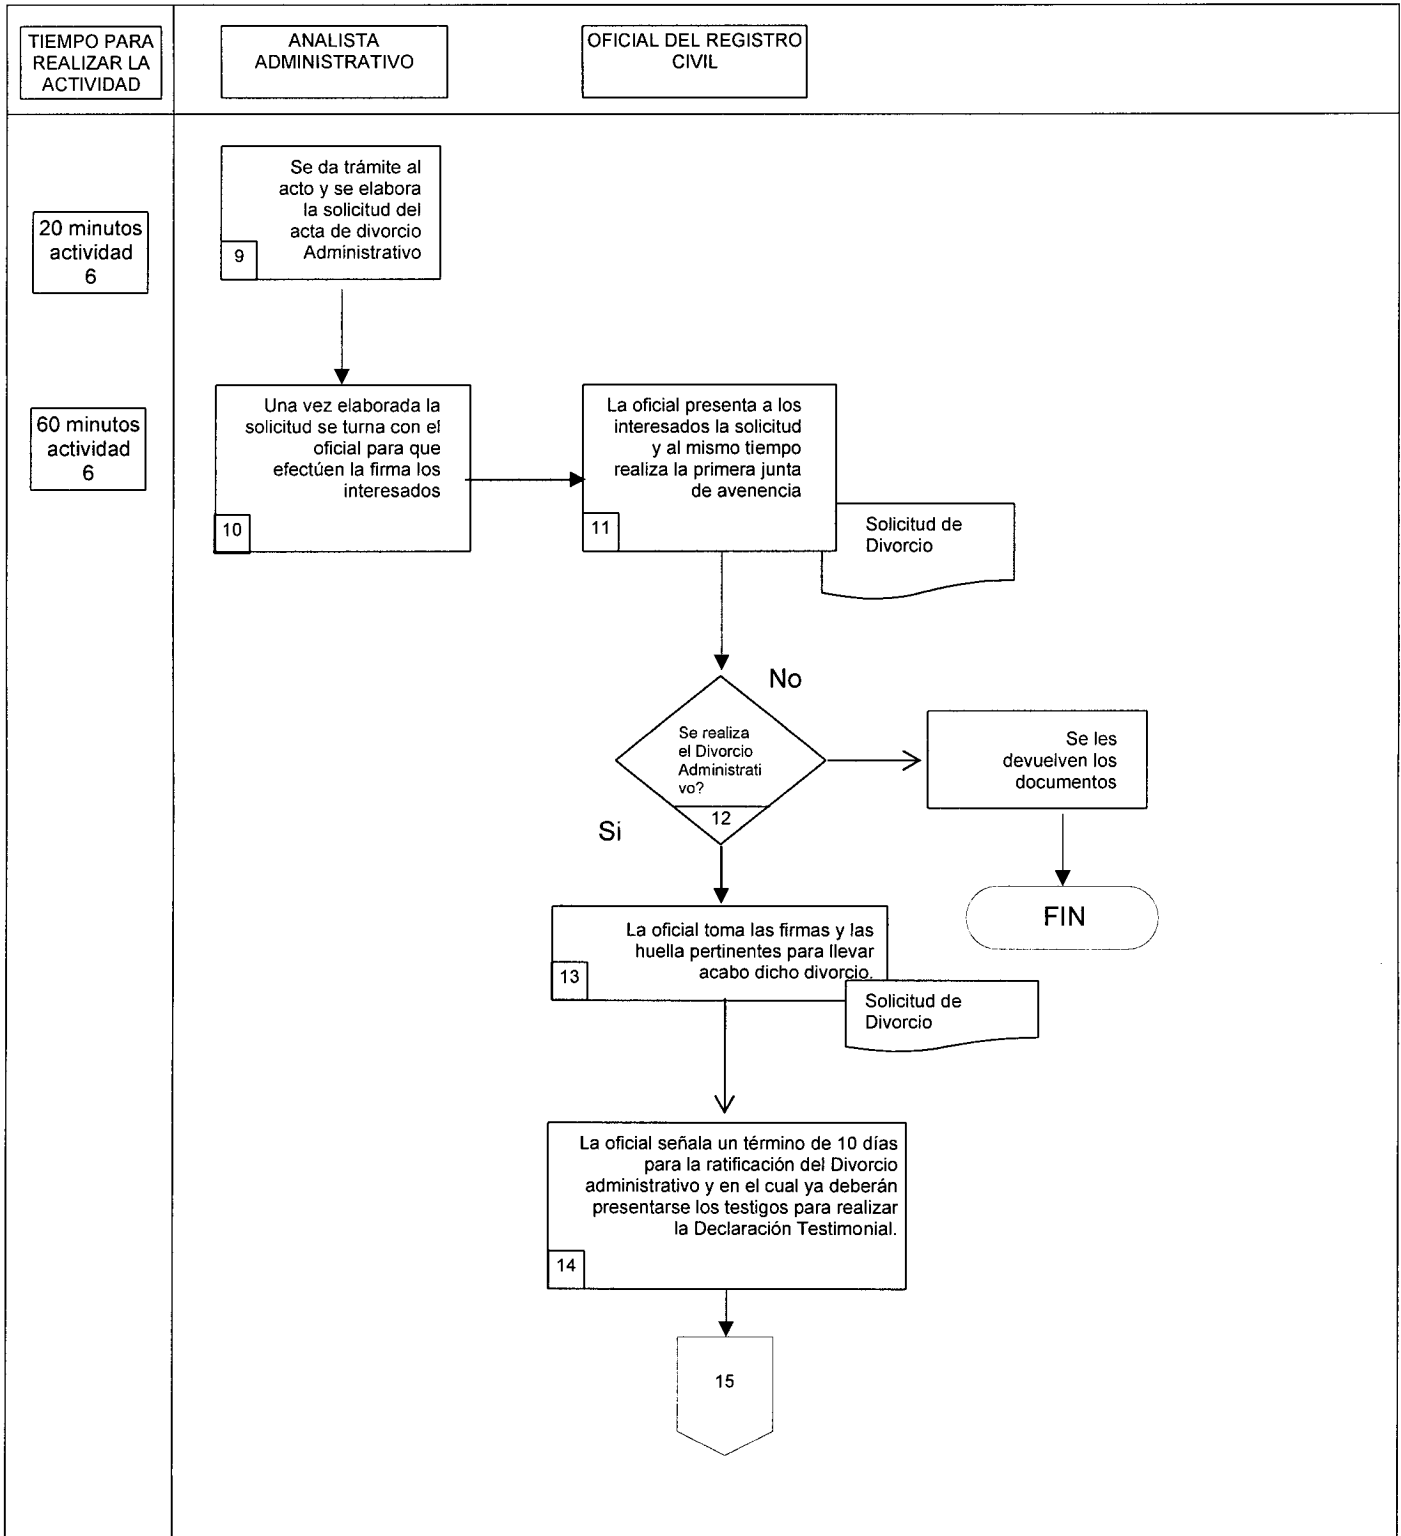 TIEMPO PARA
REALIZAR LA
ACTIVIDAD
ANALISTA
ADMINISTRATIVO
OFICIAL DEL REGISTRO
CIVIL
20 minutos
actividad
6
Se da trámite al
acto y se elabora
la solicitud del
acta de divorcio
Administrativo
9
60 minutos
actividad
6
Una vez elaborada la
solicitud se turna con el
oficial para que
efectúen la firma los
interesados
10
La oficial presenta a los
interesados la solicitud
y al mismo tiempo
realiza la primera junta
de avenencia
11
Solicitud de
Divorcio
No
Se realiza
el Divorcio
Administrati
vo?
12
Si
Se les
devuelven los
documentos
FIN
La oficial toma las firmas y las
huella pertinentes para llevar
acabo dicho divorcio.
13
Solicitud de
Divorcio
La oficial señala un término de 10 días
para la ratificación del Divorcio
administrativo y en el cual ya deberán
presentarse los testigos para realizar
la Declaración Testimonial.
14
15